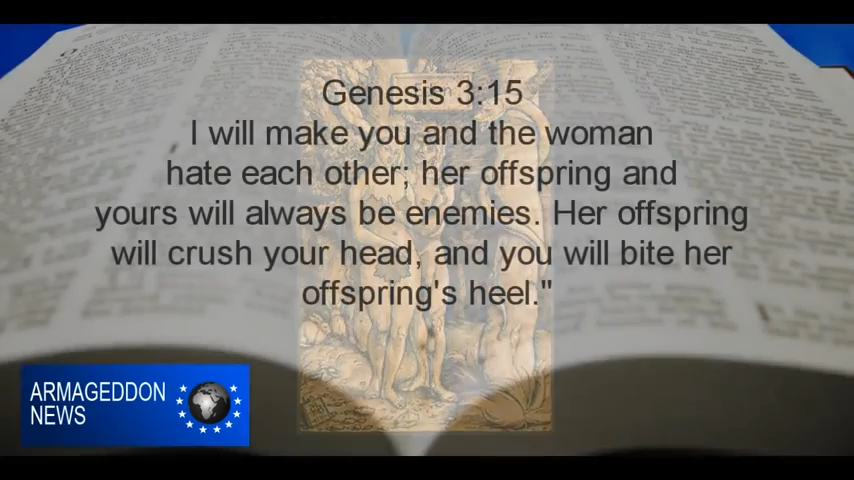 Genesis 3:15
I will make you and the woman
hate each other; her offspring and
yours will always be enemies. Her offspring
will crush your head, and you will bite her
offspring's heel."
ARMAGEDDON
NEWS